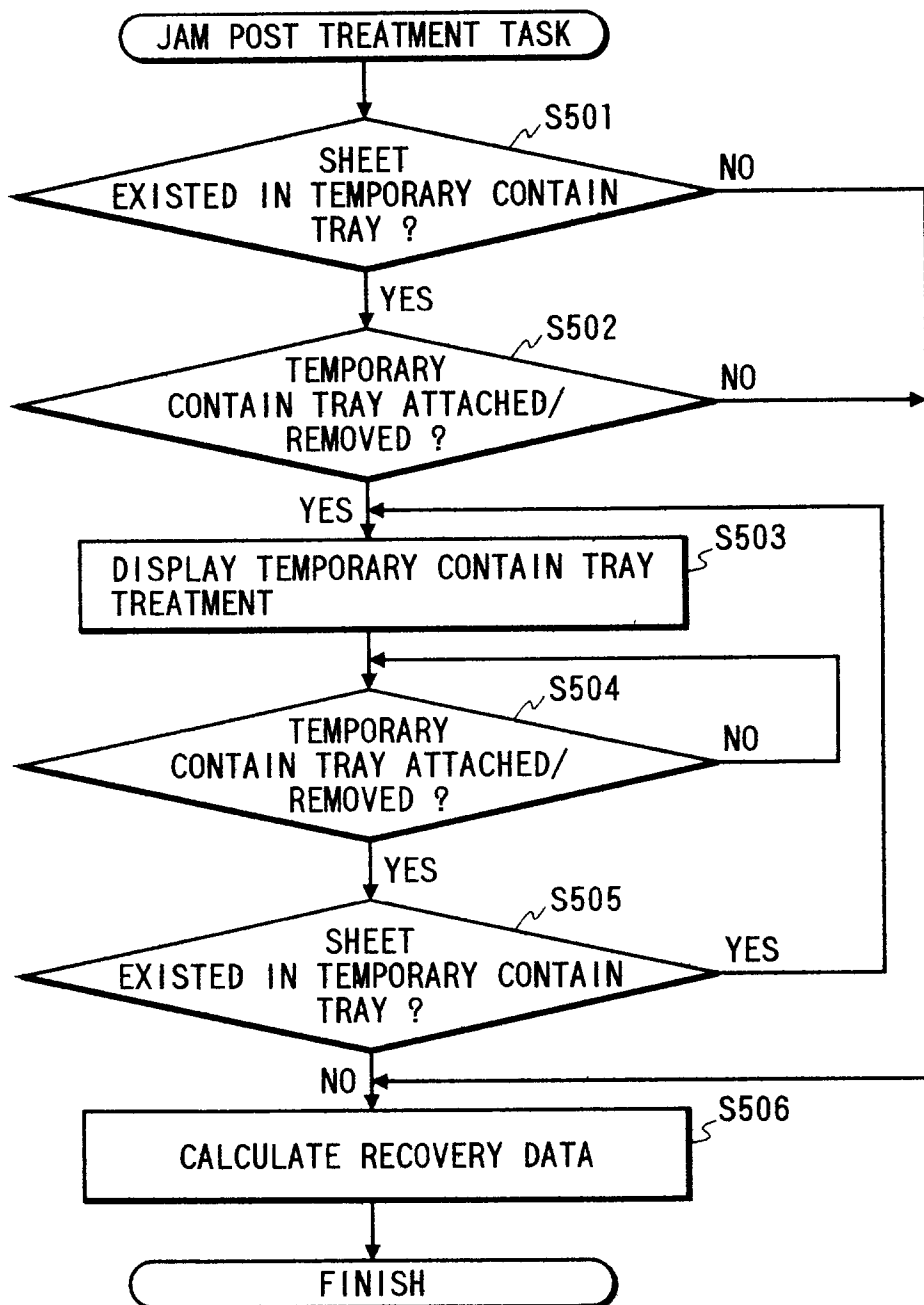 JAM POST TREATMENT TASK
S501
SHEET
EXISTED IN TEMPORARY CONTAIN
TRAY ?
NO
YES
S502
TEMPORARY
CONTAIN TRAY ATTACHED/
REMOVED ?
NO
YES
S503
DISPLAY TEMPORARY CONTAIN TRAY
TREATMENT
S504
TEMPORARY
CONTAIN TRAY ATTACHED/
REMOVED ?
NO
YES
S505
SHEET
EXISTED IN TEMPORARY CONTAIN
TRAY ?
YES
NO
S506
CALCULATE RECOVERY DATA
FINISH